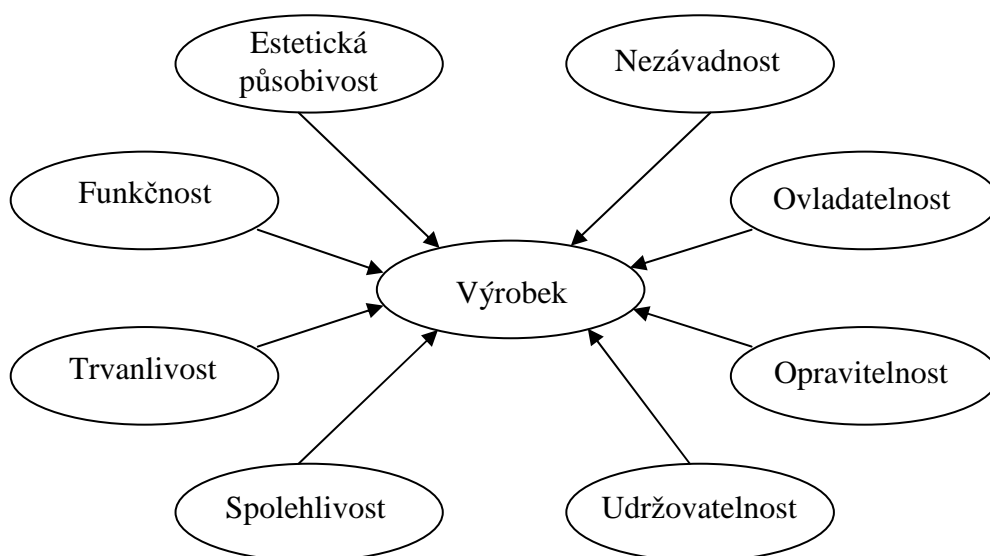 Estetická
působivost
Nezávadnost
Funkčnost
Ovladatelnost
Výrobek
Trvanlivost
Opravitelnost
Spolehlivost
Udržovatelnost